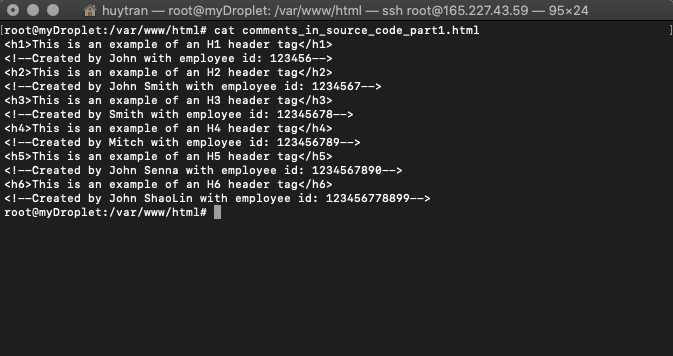 huytran — root@myDroplet: /var/www/html — ssh root@165.227.43.59 — 95×24
[root@myDroplet:/var/www/html# cat comments_in_source_code_part1.html ]
<h1>This is an example of an H1 header tag</h1>
<!--Created by John with employee id: 123456-->
<h2>This is an example of an H2 header tag</h2>
<!--Created by John Smith with employee id: 1234567-->
<h3>This is an example of an H3 header tag</h3>
<!--Created by Smith with employee id: 12345678-->
<h4>This is an example of an H4 header tag</h4>
<!--Created by Mitch with employee id: 123456789-->
<h5>This is an example of an H5 header tag</h5>
<!--Created by John Senna with employee id: 1234567890-->
<h6>This is an example of an H6 header tag</h6>
<!--Created by John ShaoLin with employee id: 123456778899-->
root@myDroplet:/var/www/html#